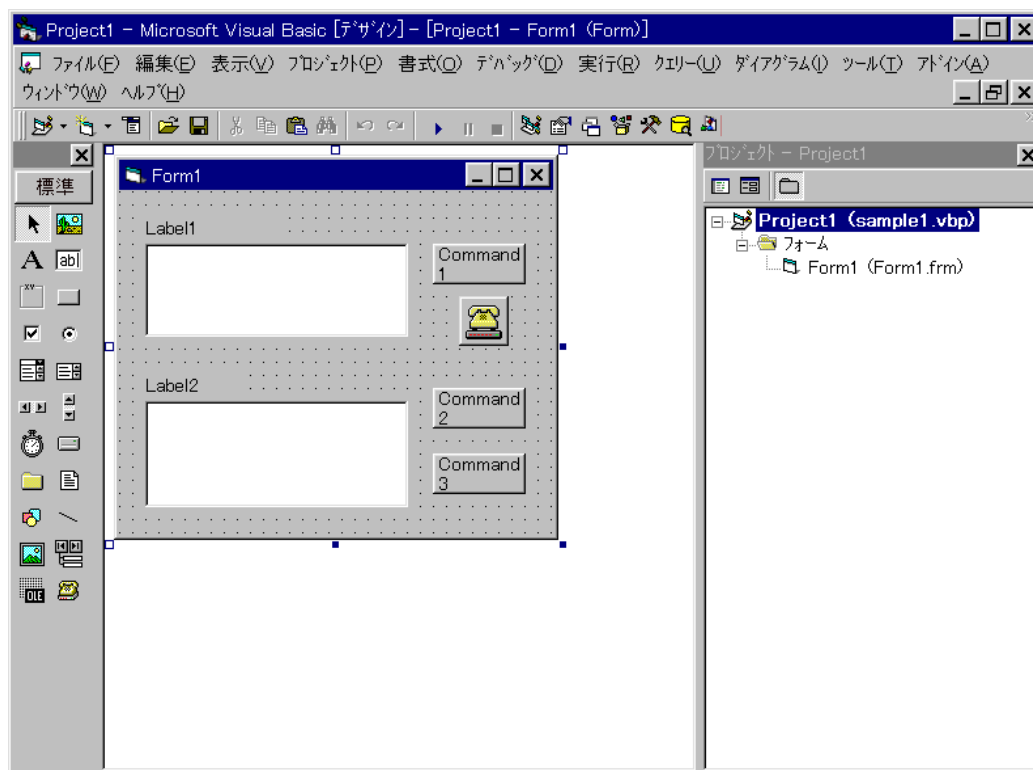 Project1 - Microsoft Visual Basic [ﾃﾞｻﾞｲﾝ] - [Project1 - Form1 (Form)]
ﾌｧｲﾙ(F) 編集(E) 表示(V) ﾌﾟﾛｼﾞｪｸﾄ(P) 書式(O) ﾃﾞﾊﾞｯｸﾞ(D) 実行(R) ｸｴﾘｰ(U) ﾀﾞｲｱｸﾞﾗﾑ(I) ﾂｰﾙ(T) ｱﾄﾞｲﾝ(A)
ｳｨﾝﾄﾞｳ(W) ﾍﾙﾌﾟ(H)
標準
A
ab
XY
OLE
Form1
Label1
Command
1
Label2
Command
2
Command
3
ﾌﾟﾛｼﾞｪｸﾄ - Project1
Project1 (sample1.vbp)
ﾌｫｰﾑ
Form1 (Form1.frm)